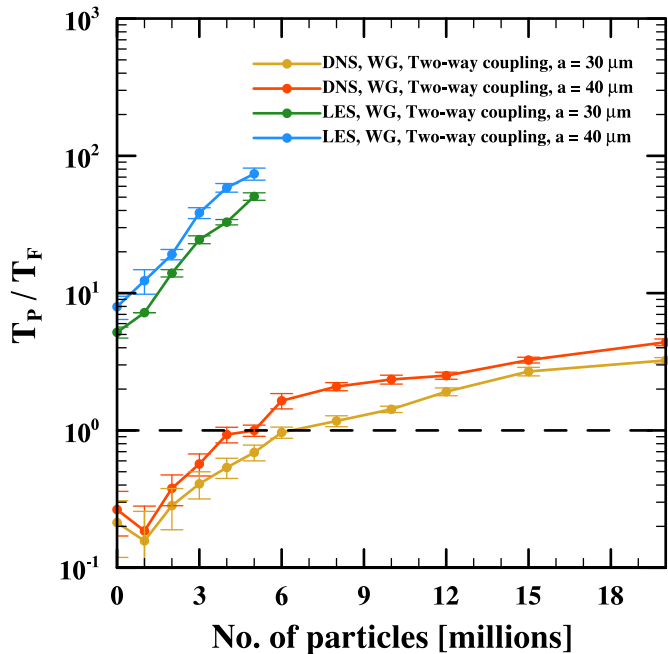 10³
DNS, WG, Two-way coupling, a = 30 µm
DNS, WG, Two-way coupling, a = 40 µm
LES, WG, Two-way coupling, a = 30 µm
LES, WG, Two-way coupling, a = 40 µm
10²
T_P / T_F
10¹
10⁰
10⁻¹
0 3 6 9 12 15 18
No. of particles [millions]